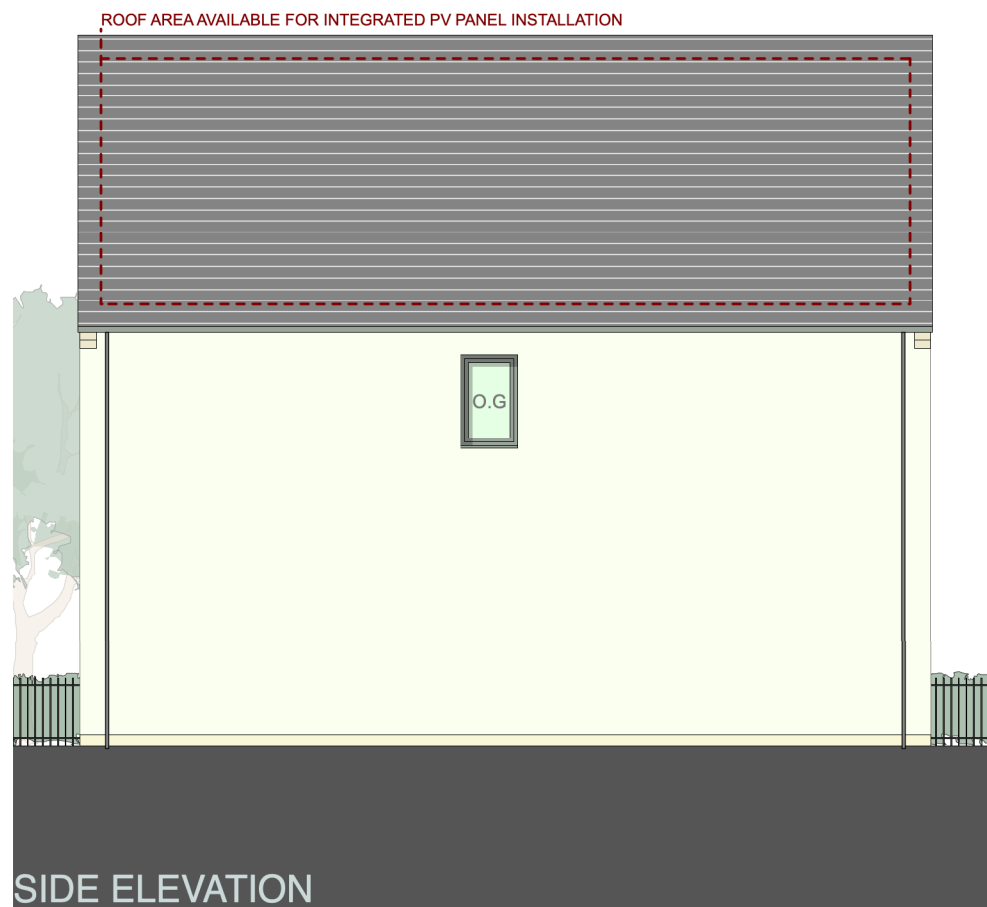 ROOF AREA AVAILABLE FOR INTEGRATED PV PANEL INSTALLATION
O.G
SIDE ELEVATION